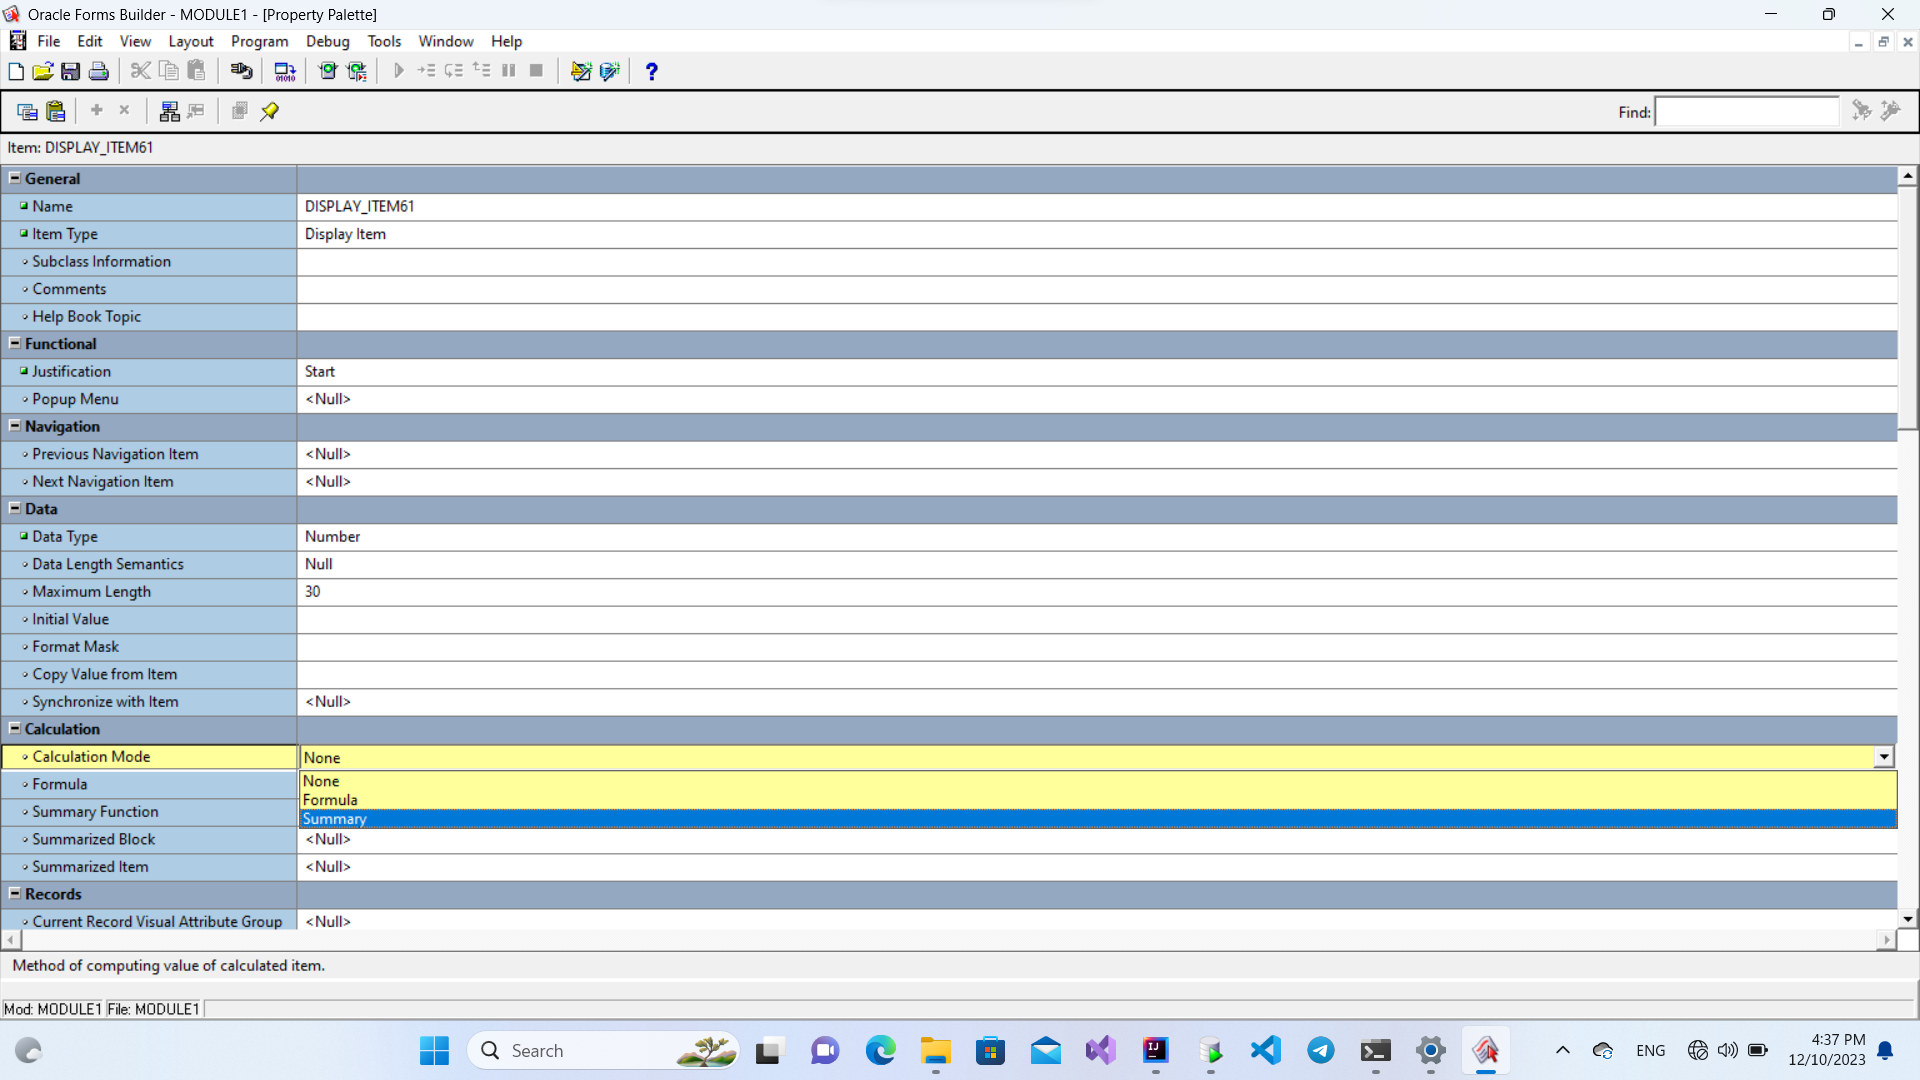 Oracle Forms Builder - MODULE1 - [Property Palette]
File Edit View Layout Program Debug Tools Window Help
Find:
Item: DISPLAY_ITEM61
General
Name DISPLAY_ITEM61
Item Type Display Item
Subclass Information
Comments
Help Book Topic
Functional
Justification Start
Popup Menu <Null>
Navigation
Previous Navigation Item <Null>
Next Navigation Item <Null>
Data
Data Type Number
Data Length Semantics Null
Maximum Length 30
Initial Value
Format Mask
Copy Value from Item
Synchronize with Item <Null>
Calculation
Calculation Mode None
None
Formula Formula
Summary Function Summary
Summarized Block <Null>
Summarized Item <Null>
Records
Current Record Visual Attribute Group <Null>
Method of computing value of calculated item.
Mod: MODULE1 File: MODULE1
Search
ENG
4:37 PM
12/10/2023